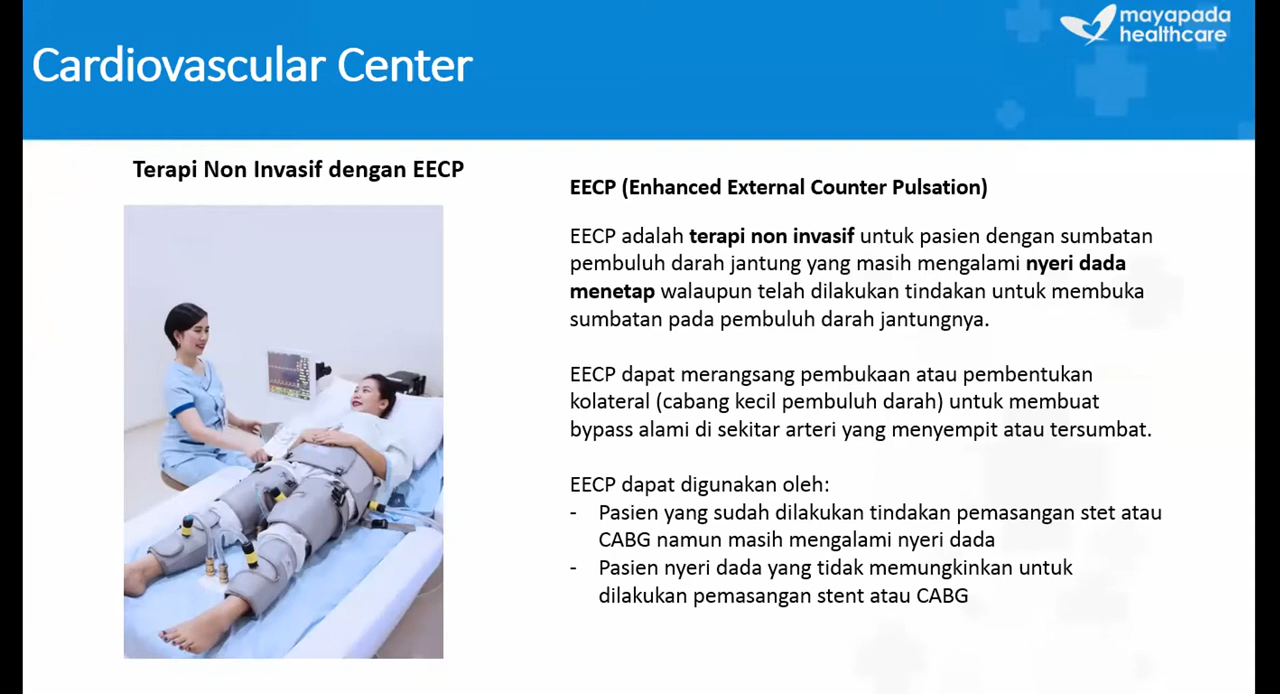 mayapada
healthcare
Cardiovascular Center
Terapi Non Invasif dengan EECP
EECP (Enhanced External Counter Pulsation)
EECP adalah terapi non invasif untuk pasien dengan sumbatan
pembuluh darah jantung yang masih mengalami nyeri dada
menetap walaupun telah dilakukan tindakan untuk membuka
sumbatan pada pembuluh darah jantungnya.
EECP dapat merangsang pembukaan atau pembentukan
kolateral (cabang kecil pembuluh darah) untuk membuat
bypass alami di sekitar arteri yang menyempit atau tersumbat.
EECP dapat digunakan oleh:
- Pasien yang sudah dilakukan tindakan pemasangan stet atau
CABG namun masih mengalami nyeri dada
- Pasien nyeri dada yang tidak memungkinkan untuk
dilakukan pemasangan stent atau CABG